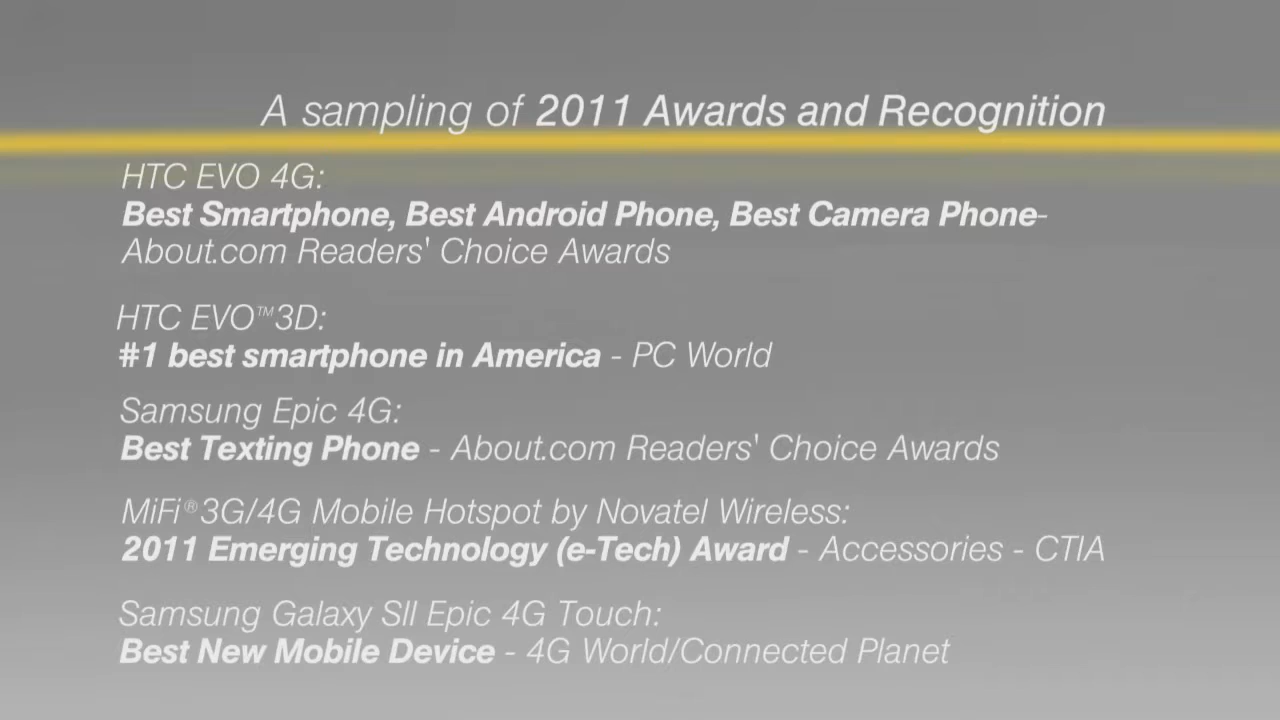 A sampling of 2011 Awards and Recognition
HTC EVO 4G:
Best Smartphone, Best Android Phone, Best Camera Phone-
About.com Readers' Choice Awards
HTC EVO™3D:
#1 best smartphone in America - PC World
Samsung Epic 4G:
Best Texting Phone - About.com Readers' Choice Awards
MiFi®3G/4G Mobile Hotspot by Novatel Wireless:
2011 Emerging Technology (e-Tech) Award - Accessories - CTIA
Samsung Galaxy SII Epic 4G Touch:
Best New Mobile Device - 4G World/Connected Planet